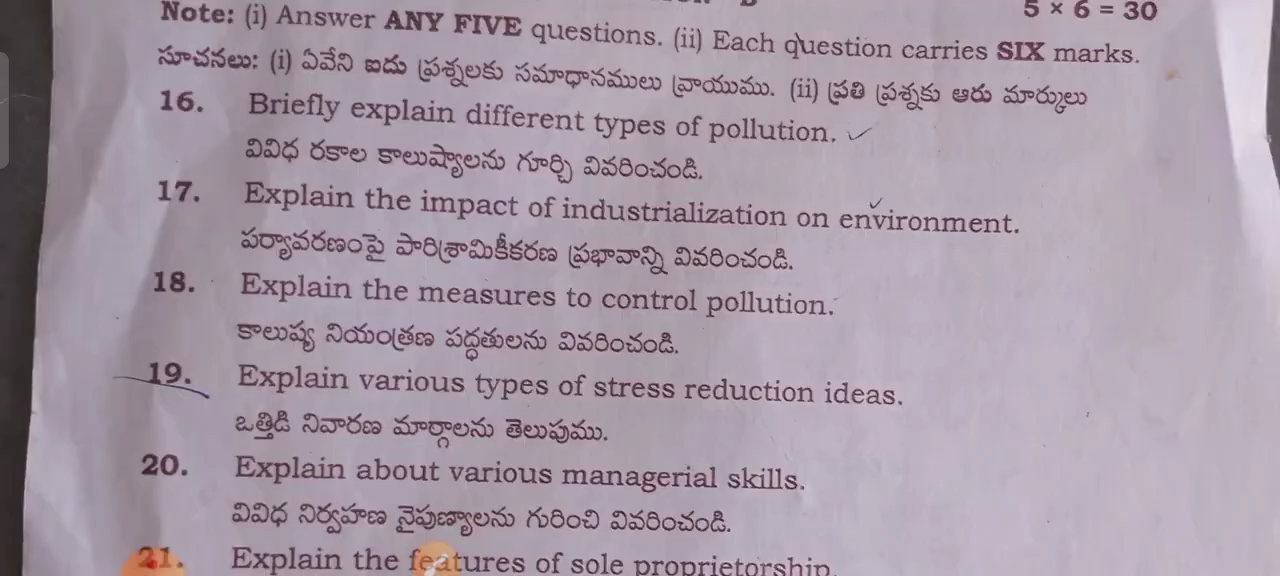 5 × 6 = 30
Note: (i) Answer ANY FIVE questions. (ii) Each question carries SIX marks.
సూచనలు: (i) ఏవేని ఐదు ప్రశ్నలకు సమాధానములు వ్రాయుము. (ii) ప్రతి ప్రశ్నకు ఆరు మార్కులు
16. Briefly explain different types of pollution.
వివిధ రకాల కాలుష్యాలను గూర్చి వివరించండి.
17. Explain the impact of industrialization on environment.
పర్యావరణంపై పారిశ్రామికీకరణ ప్రభావాన్ని వివరించండి.
18. Explain the measures to control pollution.
కాలుష్య నియంత్రణ పద్ధతులను వివరించండి.
19. Explain various types of stress reduction ideas.
ఒత్తిడి నివారణ మార్గాలను తెలుపుము.
20. Explain about various managerial skills.
వివిధ నిర్వహణ నైపుణ్యాలను గురించి వివరించండి.
21. Explain the features of sole proprietorship.